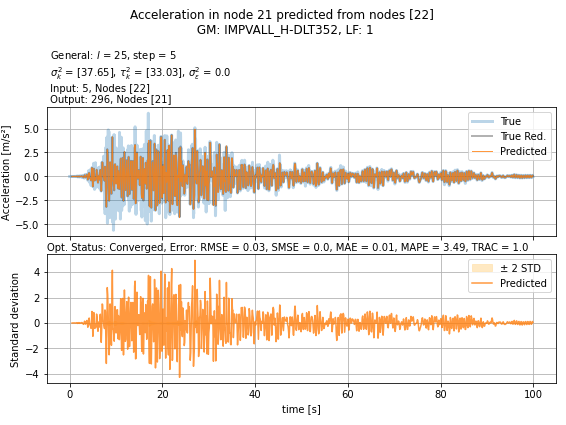 Acceleration in node 21 predicted from nodes [22]
GM: IMPVALL_H-DLT352, LF: 1
General: l = 25, step = 5
σ²ₖ = [37.65], τ²ₖ = [33.03], σ²ₑ = 0.0
Input: 5, Nodes [22]
Output: 296, Nodes [21]
Acceleration [m/s²]
5.0
2.5
0.0
−2.5
−5.0
True
True Red.
Predicted
Opt. Status: Converged, Error: RMSE = 0.03, SMSE = 0.0, MAE = 0.01, MAPE = 3.49, TRAC = 1.0
Standard deviation
4
2
0
−2
−4
± 2 STD
Predicted
0 20 40 60 80 100
time [s]